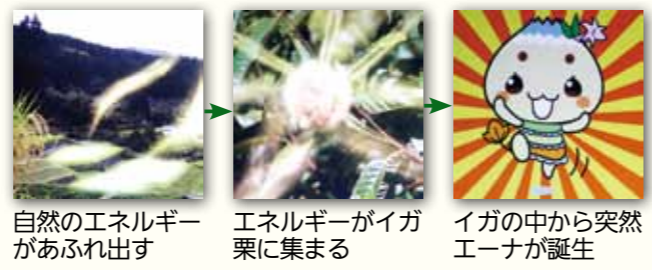 自然のエネルギー
があふれ出す
エネルギーがイガ
栗に集まる
イガの中から突然
エーナが誕生